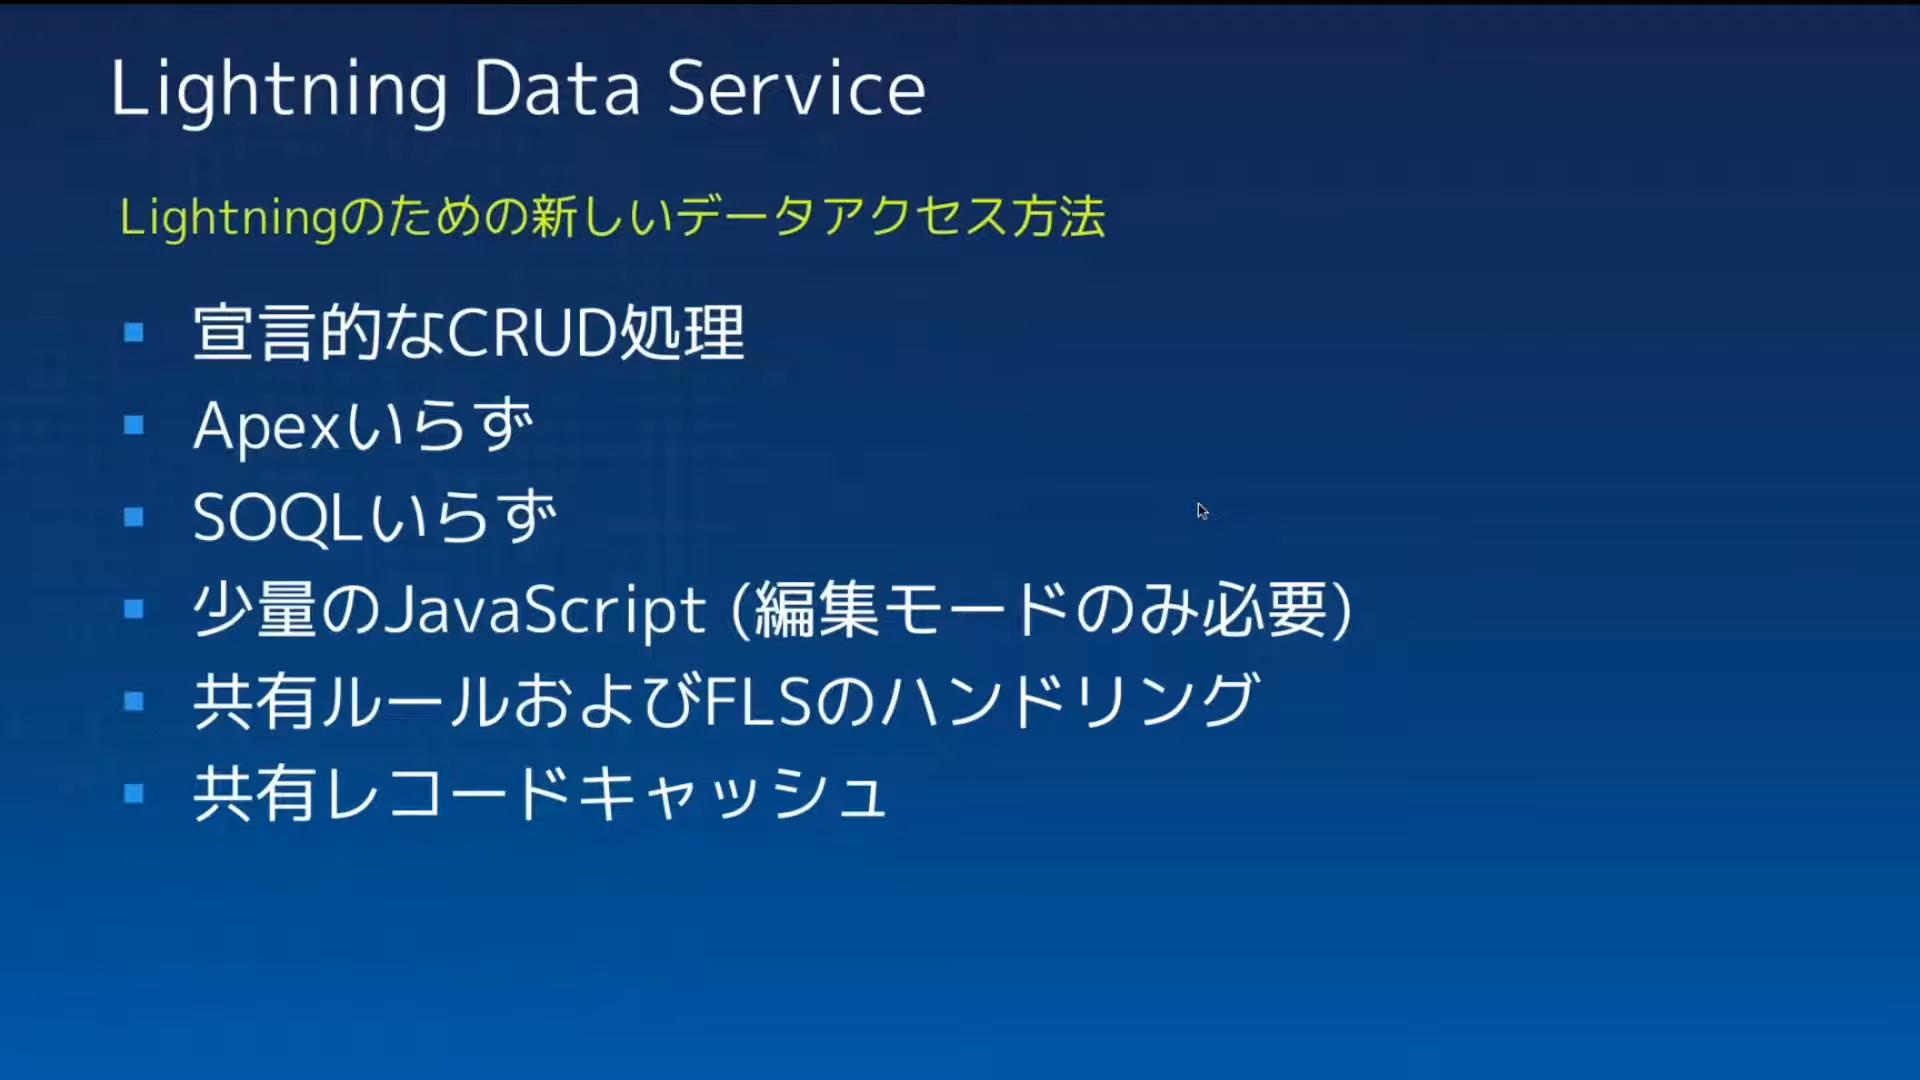 Lightning Data Service
Lightningのための新しいデータアクセス方法
▪ 宣言的なCRUD処理
▪ Apexいらず
▪ SOQLいらず
▪ 少量のJavaScript (編集モードのみ必要)
▪ 共有ルールおよびFLSのハンドリング
▪ 共有レコードキャッシュ